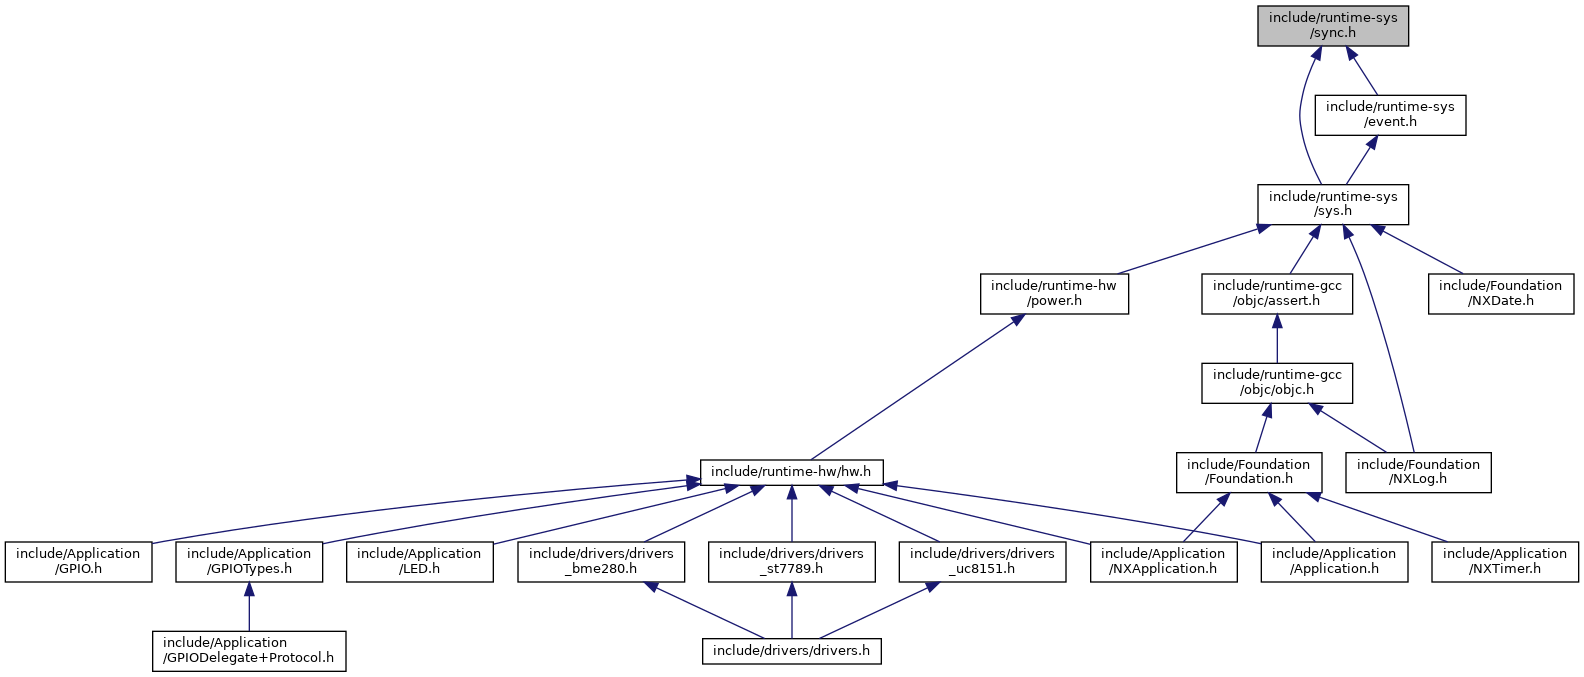 include/runtime-sys
/sync.h
include/runtime-sys
/event.h
include/runtime-sys
/sys.h
include/runtime-hw
/power.h
include/runtime-gcc
/objc/assert.h
include/Foundation
/NXDate.h
include/runtime-gcc
/objc/objc.h
include/runtime-hw/hw.h
include/Foundation
/Foundation.h
include/Foundation
/NXLog.h
include/Application
/GPIO.h
include/Application
/GPIOTypes.h
include/Application
/LED.h
include/drivers/drivers
_bme280.h
include/drivers/drivers
_st7789.h
include/drivers/drivers
_uc8151.h
include/Application
/NXApplication.h
include/Application
/Application.h
include/Application
/NXTimer.h
include/Application
/GPIODelegate+Protocol.h
include/drivers/drivers.h